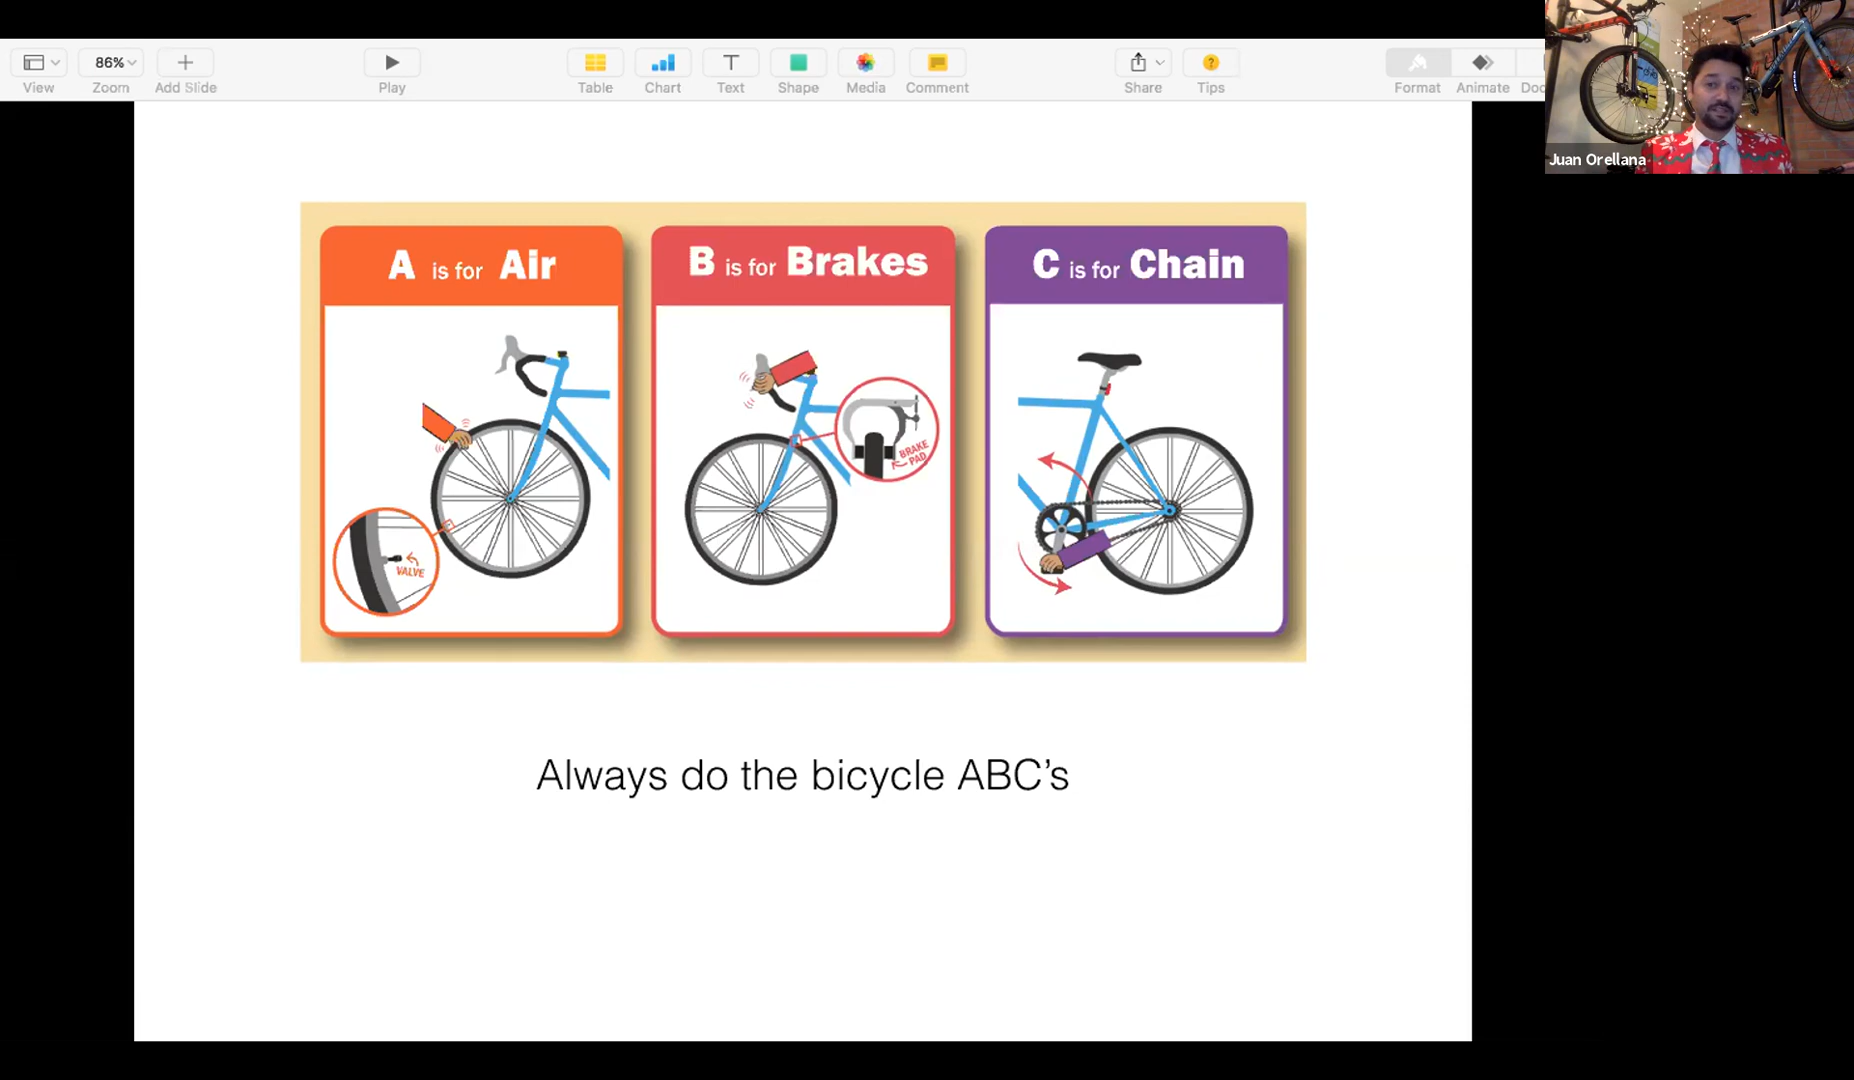 86%
View
Zoom
Add Slide
Play
Table
Chart
Text
Shape
Media
Comment
Share
Tips
Format
Animate
Juan Orellana
A is for Air
B is for Brakes
C is for Chain
VALVE
BRAKE
PAD
Always do the bicycle ABC's